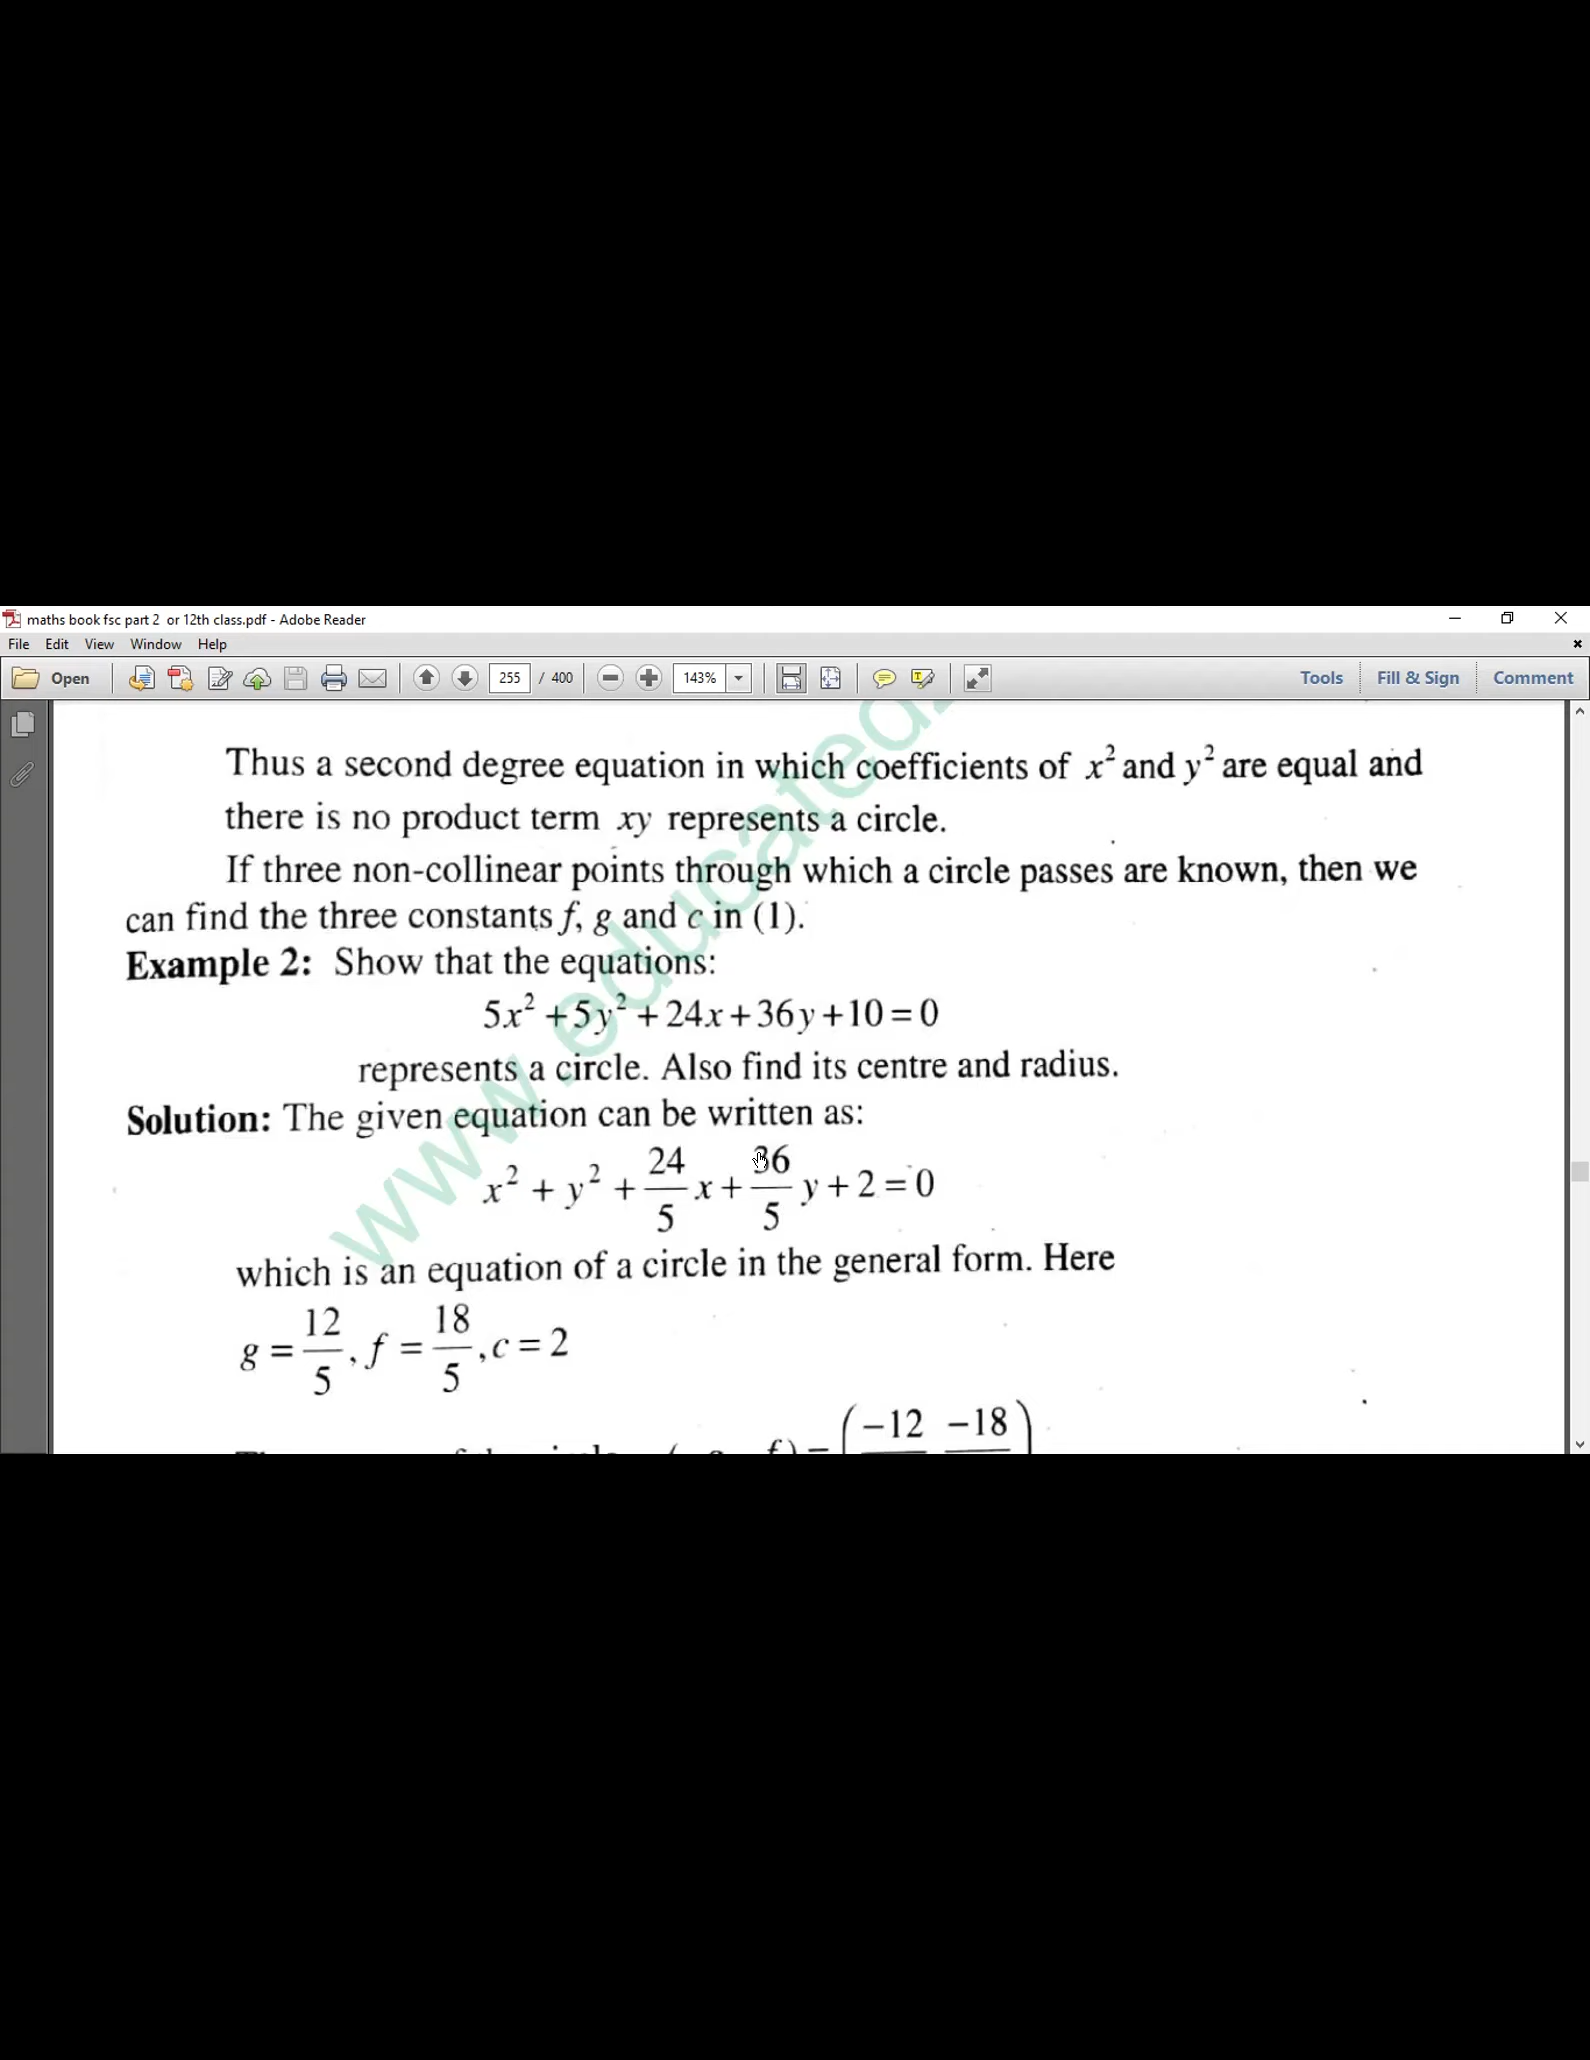 maths book fsc part 2 or 12th class.pdf - Adobe Reader
File Edit View Window Help
Open 255 / 400 143% Tools Fill & Sign Comment
Thus a second degree equation in which coefficients of x² and y² are equal and
there is no product term xy represents a circle.
If three non-collinear points through which a circle passes are known, then we
can find the three constants f, g and c in (1).
Example 2: Show that the equations:
5x² + 5y² + 24x + 36y + 10 = 0
represents a circle. Also find its centre and radius.
Solution: The given equation can be written as:
x² + y² + 24/5 x + 36/5 y + 2 = 0
which is an equation of a circle in the general form. Here
g = 12/5, f = 18/5, c = 2
(−12 −18)
www.educated.